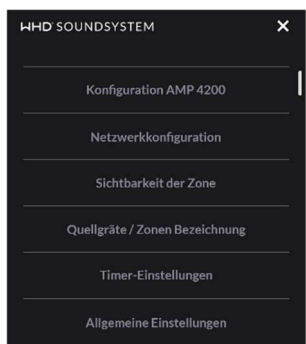 WHD SOUNDSYSTEM
Konfiguration AMP 4200
Netzwerkkonfiguration
Sichtbarkeit der Zone
Quellgräte / Zonen Bezeichnung
Timer-Einstellungen
Allgemeine Einstellungen